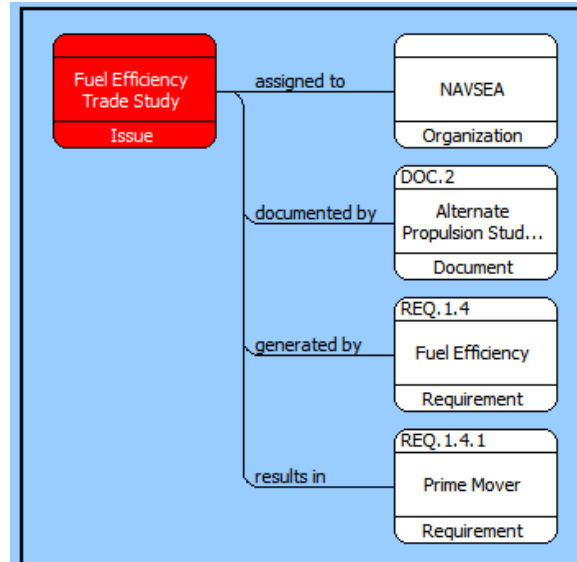 Fuel Efficiency
Trade Study
Issue
assigned to
NAVSEA
Organization
documented by
DOC.2
Alternate
Propulsion Stud...
Document
generated by
REQ.1.4
Fuel Efficiency
Requirement
results in
REQ.1.4.1
Prime Mover
Requirement